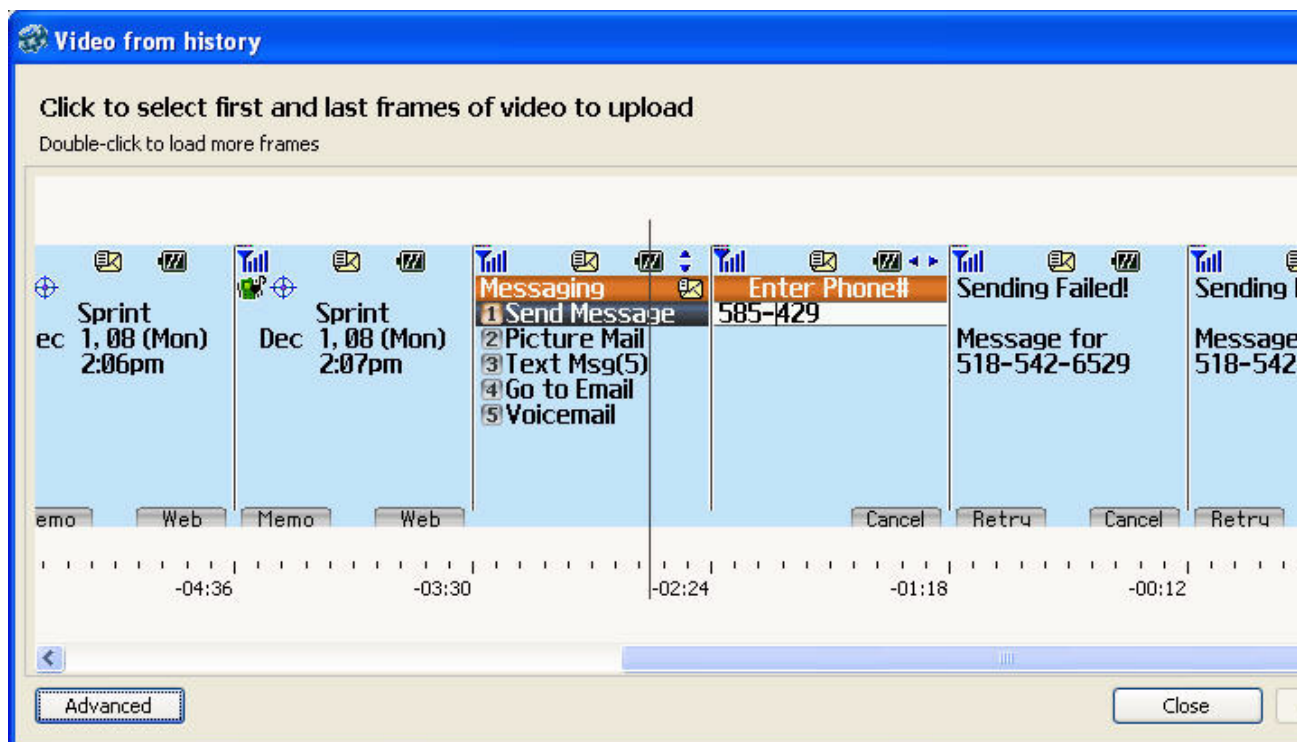 Video from history
Click to select first and last frames of video to upload
Double-click to load more frames
Sprint
ec 1, 08 (Mon)
2:06pm
emo Web
Sprint
Dec 1, 08 (Mon)
2:07pm
Memo Web
Messaging
1 Send Message
2 Picture Mail
3 Text Msg(5)
4 Go to Email
5 Voicemail
Enter Phone#
585-429
Cancel
Sending Failed!
Message for
518-542-6529
Retry Cancel
Sending
Message
518-542
Retry
-04:36 -03:30 -02:24 -01:18 -00:12
Advanced Close